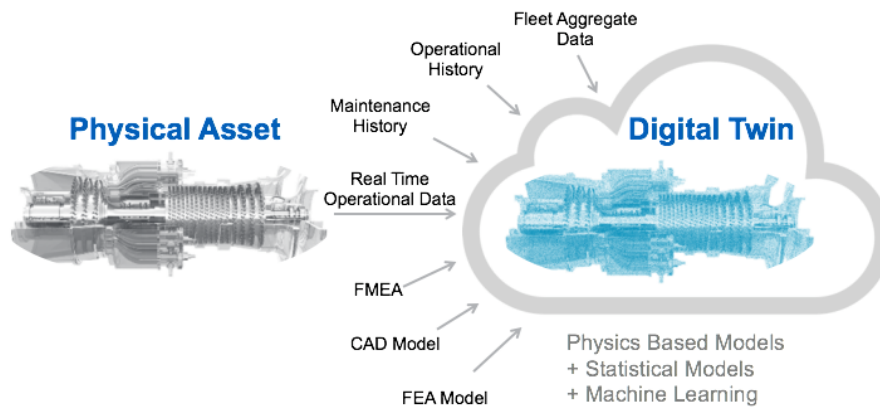 Fleet Aggregate
Data
Operational
History
Maintenance
History
Physical Asset
Digital Twin
Real Time
Operational Data
FMEA
CAD Model
FEA Model
Physics Based Models
+ Statistical Models
+ Machine Learning